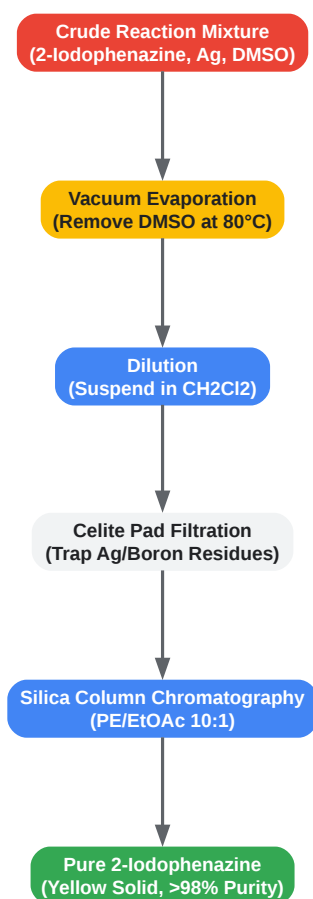 Crude Reaction Mixture
(2-Iodophenazine, Ag, DMSO)
Vacuum Evaporation
(Remove DMSO at 80°C)
Dilution
(Suspend in CH2Cl2)
Celite Pad Filtration
(Trap Ag/Boron Residues)
Silica Column Chromatography
(PE/EtOAc 10:1)
Pure 2-Iodophenazine
(Yellow Solid, >98% Purity)